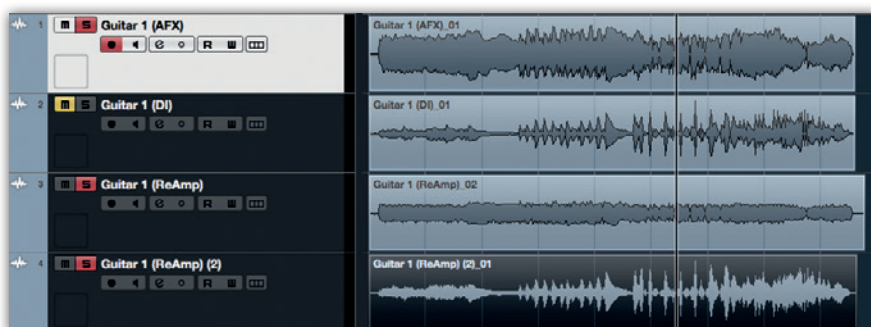 1 m S Guitar 1 (AFX)
e R W
Guitar 1 (AFX)_01
2 m S Guitar 1 (DI)
e R W
Guitar 1 (DI)_01
3 m S Guitar 1 (ReAmp)
e R W
Guitar 1 (ReAmp)_02
4 m S Guitar 1 (ReAmp) (2)
e R W
Guitar 1 (ReAmp) (2)_01